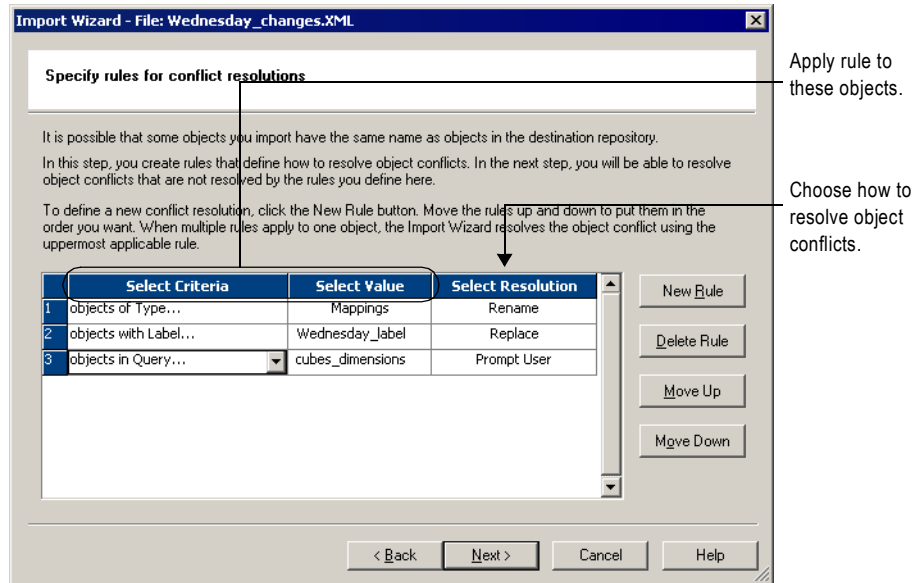 Import Wizard - File: Wednesday_changes.XML
Specify rules for conflict resolutions
It is possible that some objects you import have the same name as objects in the destination repository.
In this step, you create rules that define how to resolve object conflicts. In the next step, you will be able to resolve
object conflicts that are not resolved by the rules you define here.
To define a new conflict resolution, click the New Rule button. Move the rules up and down to put them in the
order you want. When multiple rules apply to one object, the Import Wizard resolves the object conflict using the
uppermost applicable rule.
Select Criteria Select Value Select Resolution
1 objects of Type... Mappings Rename
2 objects with Label... Wednesday_label Replace
3 objects in Query... cubes_dimensions Prompt User
New Rule
Delete Rule
Move Up
Move Down
< Back Next > Cancel Help
Apply rule to
these objects.
Choose how to
resolve object
conflicts.